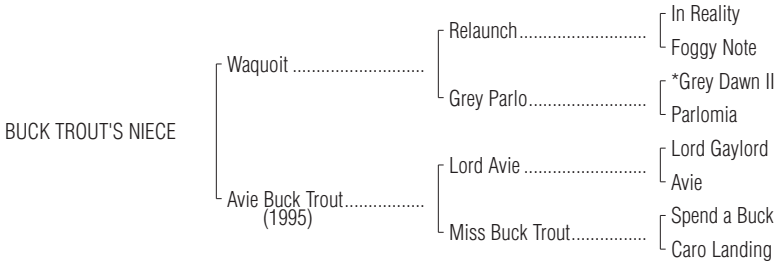 In Reality
Relaunch..............................
Foggy Note
Waquoit ............................
*Grey Dawn II
Grey Parlo............................
Parlomia
BUCK TROUT'S NIECE
Lord Gaylord
Lord Avie .............................
Avie
Avie Buck Trout.................
(1995)
Spend a Buck
Miss Buck Trout................
Caro Landing